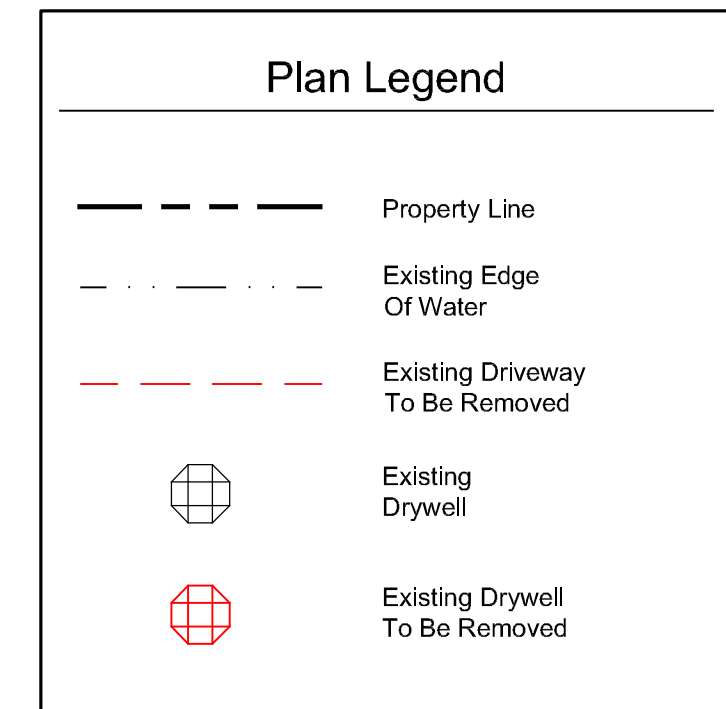 Plan Legend
Property Line
Existing Edge
Of Water
Existing Driveway
To Be Removed
Existing
Drywell
Existing Drywell
To Be Removed